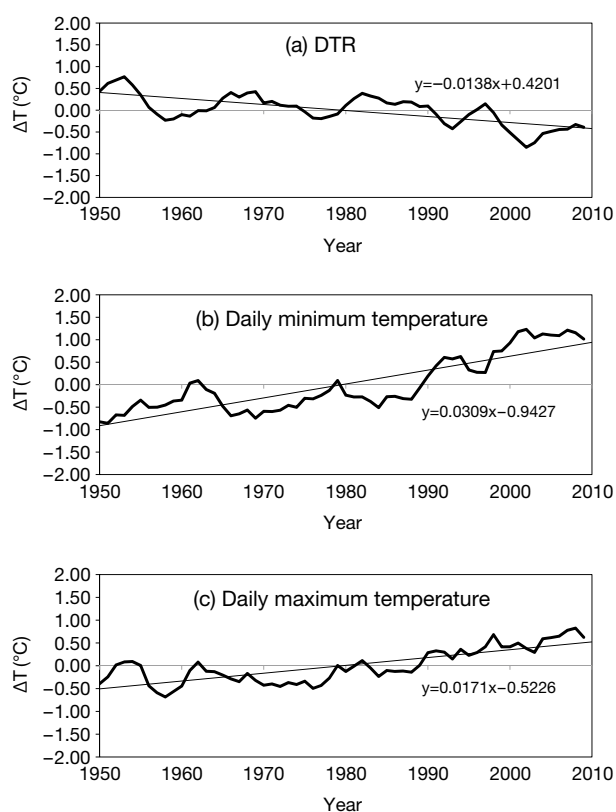 2.00
(a) DTR
1.50
1.00
y=−0.0138x+0.4201
0.50
0.00
−0.50
−1.00
−1.50
−2.00
ΔT (°C)
1950 1960 1970 1980 1990 2000 2010
Year
2.00
1.50
(b) Daily minimum temperature
1.00
0.50
0.00
−0.50
y=0.0309x−0.9427
−1.00
−1.50
−2.00
ΔT (°C)
1950 1960 1970 1980 1990 2000 2010
Year
2.00
1.50
(c) Daily maximum temperature
1.00
0.50
0.00
−0.50
y=0.0171x−0.5226
−1.00
−1.50
−2.00
ΔT (°C)
1950 1960 1970 1980 1990 2000 2010
Year